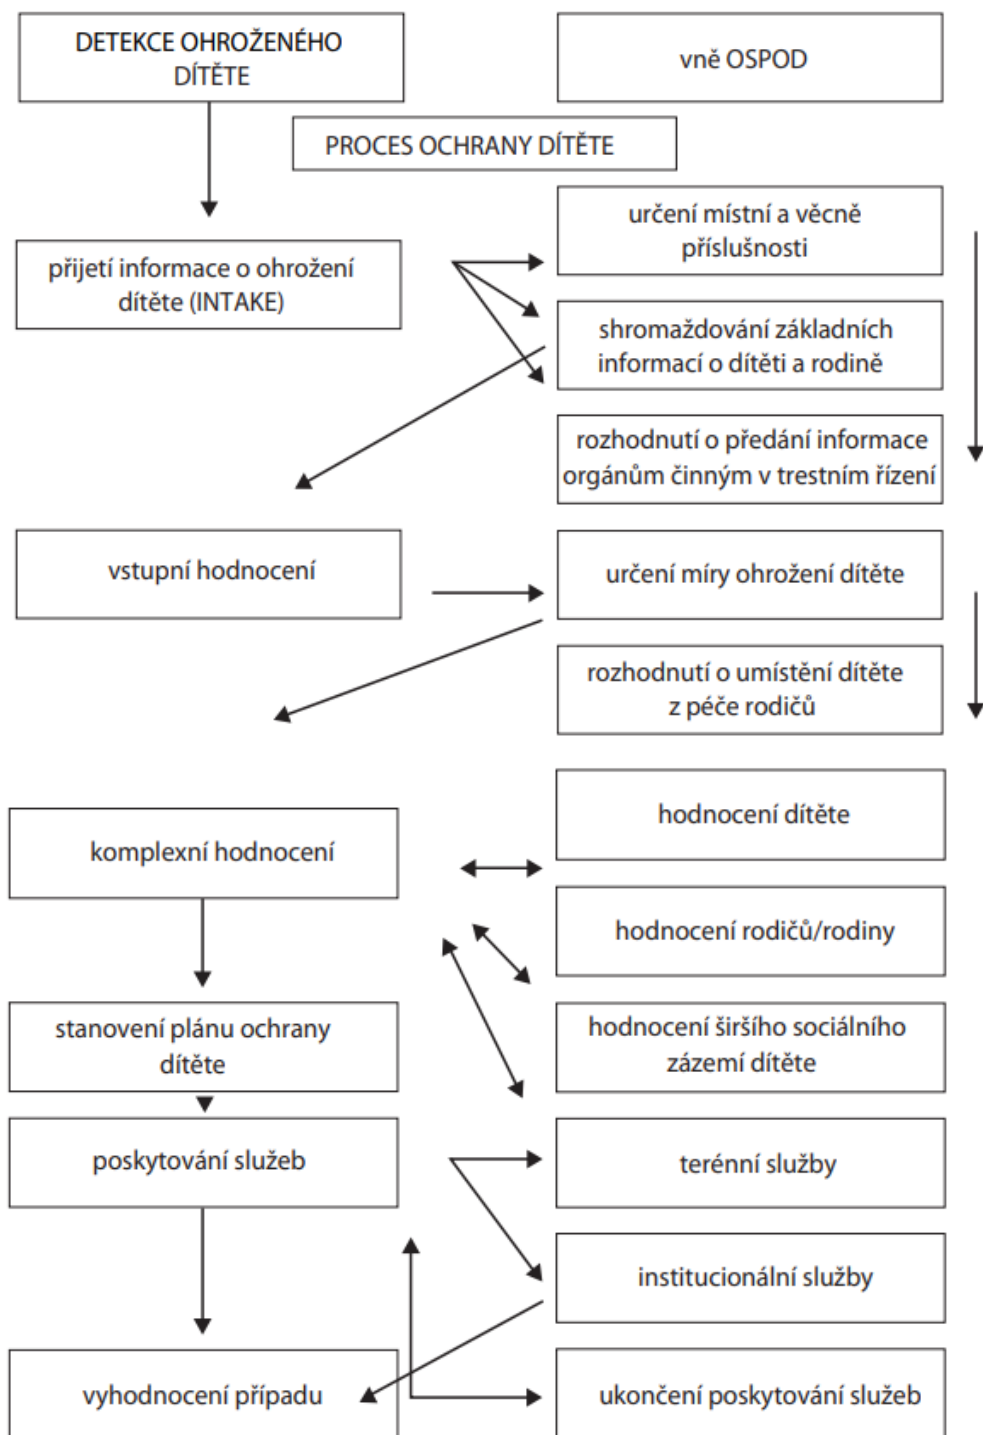 DETEKCE OHROŽENÉHO
DÍTĚTE
vně OSPOD
PROCES OCHRANY DÍTĚTE
určení místní a věcně
příslušnosti
přijetí informace o ohrožení
dítěte (INTAKE)
shromaždování základních
informací o dítěti a rodině
rozhodnutí o předání informace
orgánům činným v trestním řízení
vstupní hodnocení
určení míry ohrožení dítěte
rozhodnutí o umístění dítěte
z péče rodičů
hodnocení dítěte
komplexní hodnocení
hodnocení rodičů/rodiny
stanovení plánu ochrany
dítěte
hodnocení širšího sociálního
zázemí dítěte
poskytování služeb
terénní služby
institucionální služby
vyhodnocení případu
ukončení poskytování služeb